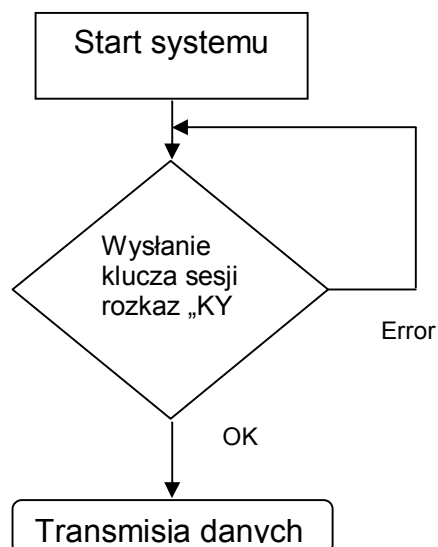 Start systemu
Wysłanie
klucza sesji
rozkaz „KY
Error
OK
Transmisja danych